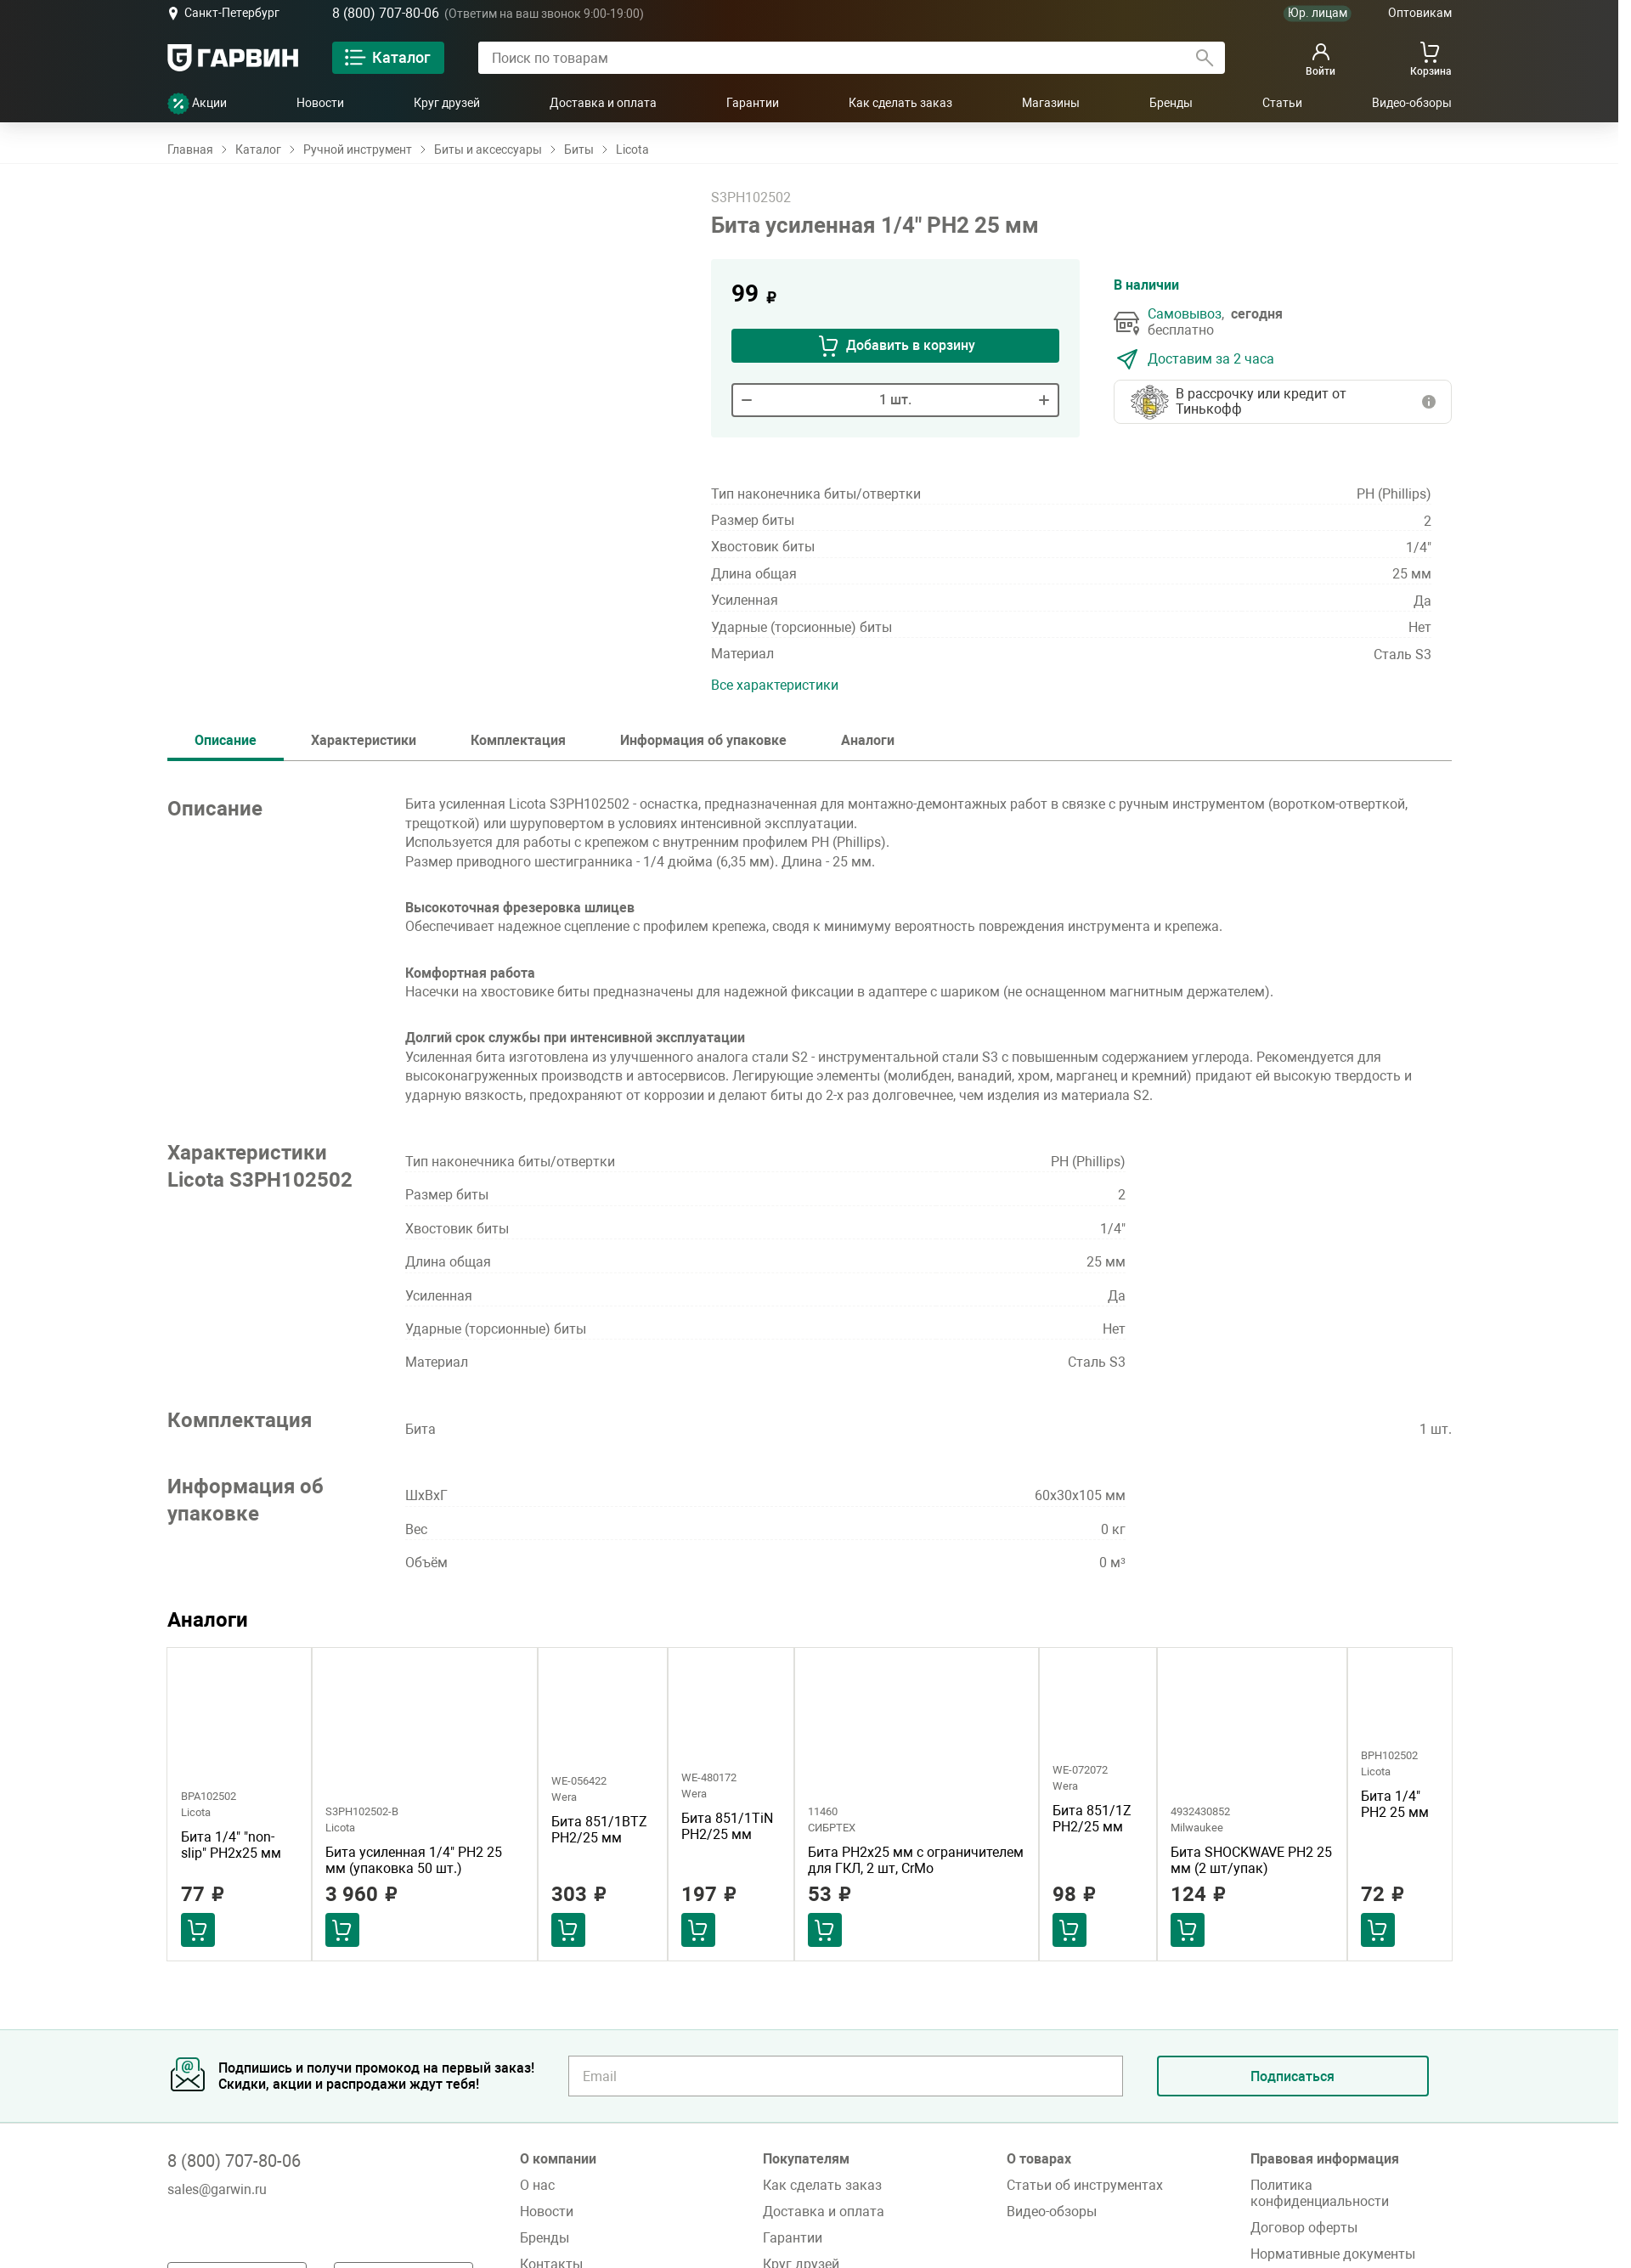 Санкт-Петербург
8 (800) 707-80-06 (Ответим на ваш звонок 9:00-19:00)
Юр. лицам
Оптовикам
ГАРВИН
Каталог
Поиск по товарам
Войти
Корзина
Акции
Новости
Круг друзей
Доставка и оплата
Гарантии
Как сделать заказ
Магазины
Бренды
Статьи
Видео-обзоры
Главная > Каталог > Ручной инструмент > Биты и аксессуары > Биты > Licota
S3PH102502
Бита усиленная 1/4" PH2 25 мм
99 ₽
Добавить в корзину
− 1 шт. +
В наличии
Самовывоз, сегодня
бесплатно
Доставим за 2 часа
В рассрочку или кредит от
Тинькофф
Тип наконечника биты/отвертки PH (Phillips)
Размер биты 2
Хвостовик биты 1/4"
Длина общая 25 мм
Усиленная Да
Ударные (торсионные) биты Нет
Материал Сталь S3
Все характеристики
Описание
Характеристики
Комплектация
Информация об упаковке
Аналоги
Описание
Бита усиленная Licota S3PH102502 - оснастка, предназначенная для монтажно-демонтажных работ в связке с ручным инструментом (воротком-отверткой,
трещоткой) или шуруповертом в условиях интенсивной эксплуатации.
Используется для работы с крепежом с внутренним профилем PH (Phillips).
Размер приводного шестигранника - 1/4 дюйма (6,35 мм). Длина - 25 мм.
Высокоточная фрезеровка шлицев
Обеспечивает надежное сцепление с профилем крепежа, сводя к минимуму вероятность повреждения инструмента и крепежа.
Комфортная работа
Насечки на хвостовике биты предназначены для надежной фиксации в адаптере с шариком (не оснащенном магнитным держателем).
Долгий срок службы при интенсивной эксплуатации
Усиленная бита изготовлена из улучшенного аналога стали S2 - инструментальной стали S3 с повышенным содержанием углерода. Рекомендуется для
высоконагруженных производств и автосервисов. Легирующие элементы (молибден, ванадий, хром, марганец и кремний) придают ей высокую твердость и
ударную вязкость, предохраняют от коррозии и делают биты до 2-х раз долговечнее, чем изделия из материала S2.
Характеристики
Licota S3PH102502
Тип наконечника биты/отвертки PH (Phillips)
Размер биты 2
Хвостовик биты 1/4"
Длина общая 25 мм
Усиленная Да
Ударные (торсионные) биты Нет
Материал Сталь S3
Комплектация
Бита 1 шт.
Информация об
упаковке
ШхВхГ 60x30x105 мм
Вес 0 кг
Объём 0 м³
Аналоги
BPA102502
Licota
Бита 1/4" "non-
slip" PH2x25 мм
77 ₽
S3PH102502-B
Licota
Бита усиленная 1/4" PH2 25
мм (упаковка 50 шт.)
3 960 ₽
WE-056422
Wera
Бита 851/1BTZ
PH2/25 мм
303 ₽
WE-480172
Wera
Бита 851/1TiN
PH2/25 мм
197 ₽
11460
СИБРТЕХ
Бита PH2x25 мм с ограничителем
для ГКЛ, 2 шт, CrMo
53 ₽
WE-072072
Wera
Бита 851/1Z
PH2/25 мм
98 ₽
4932430852
Milwaukee
Бита SHOCKWAVE PH2 25
мм (2 шт/упак)
124 ₽
BPH102502
Licota
Бита 1/4"
PH2 25 мм
72 ₽
Подпишись и получи промокод на первый заказ!
Скидки, акции и распродажи ждут тебя!
Email
Подписаться
8 (800) 707-80-06
sales@garwin.ru
О компании
О нас
Новости
Бренды
Контакты
Покупателям
Как сделать заказ
Доставка и оплата
Гарантии
Круг друзей
О товарах
Статьи об инструментах
Видео-обзоры
Правовая информация
Политика
конфиденциальности
Договор оферты
Нормативные документы